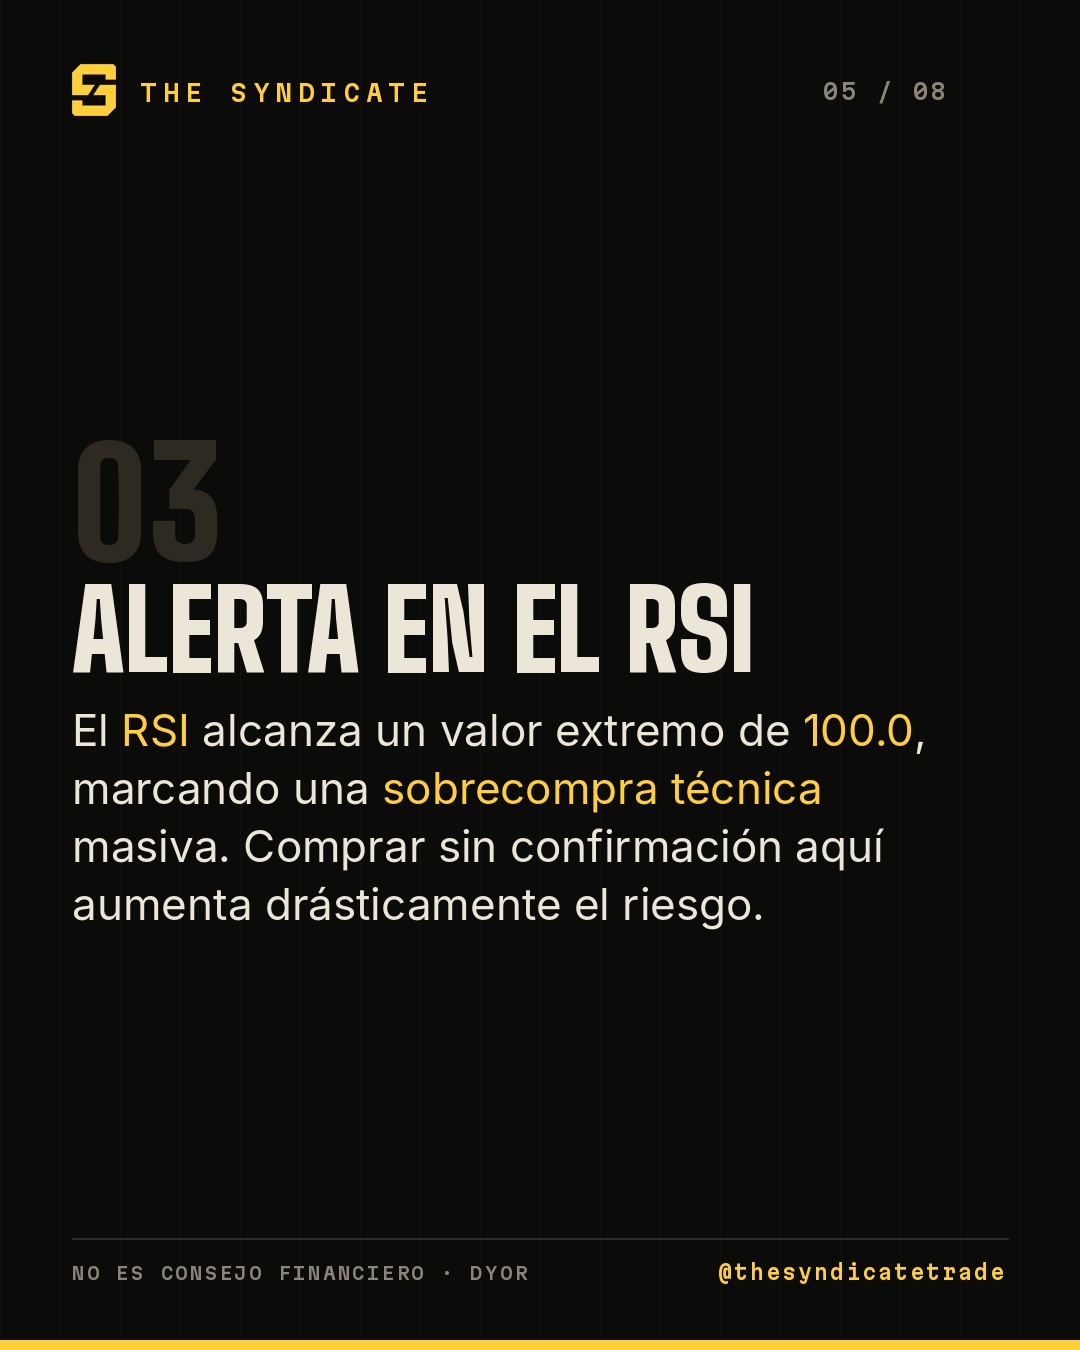 THE SYNDICATE
05 / 08
03
ALERTA EN EL RSI
El RSI alcanza un valor extremo de 100.0,
marcando una sobrecompra técnica
masiva. Comprar sin confirmación aquí
aumenta drásticamente el riesgo.
NO ES CONSEJO FINANCIERO · DYOR
@thesyndicatetrade